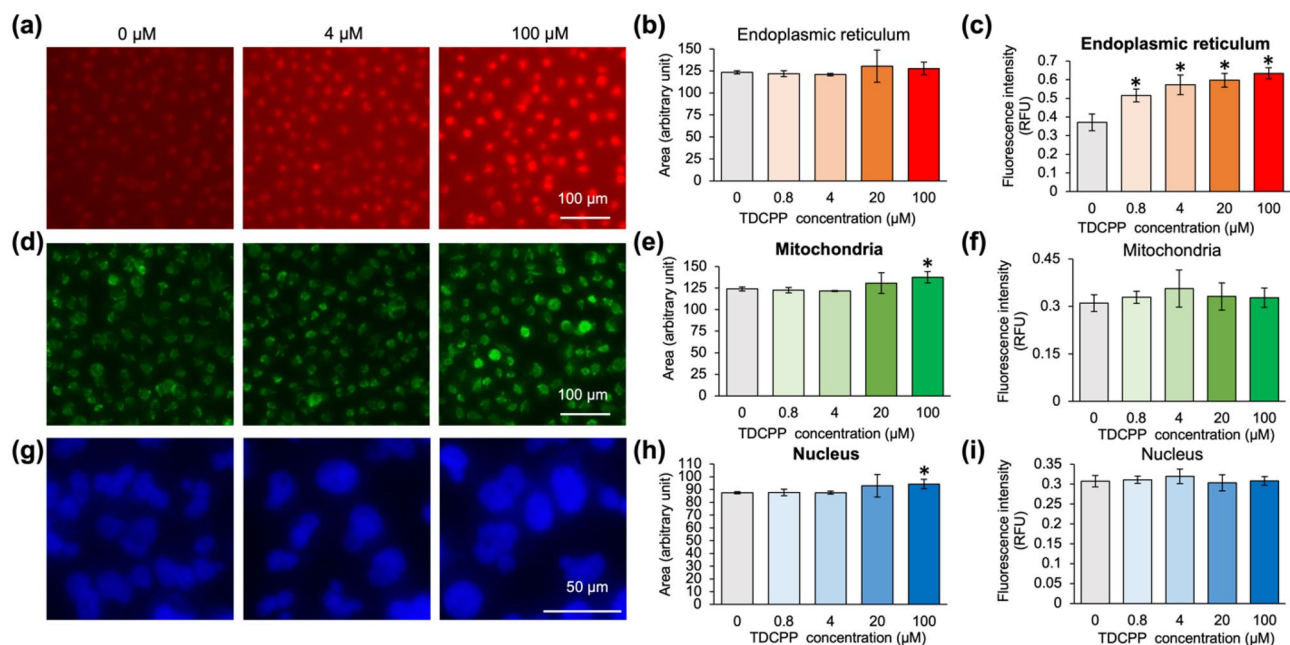 (a)
0 µM
4 µM
100 µM
100 µm
(b)
Endoplasmic reticulum
Area (arbitrary unit)
150
125
100
75
50
25
0
0 0.8 4 20 100
TDCPP concentration (µM)
(c)
Endoplasmic reticulum
Fluorescence intensity
(RFU)
0.7
0.6
0.5
0.4
0.3
0.2
0.1
0
* * * *
0 0.8 4 20 100
TDCPP concentration (µM)
(d)
100 µm
(e)
Mitochondria
Area (arbitrary unit)
150
125
100
75
50
25
0
*
0 0.8 4 20 100
TDCPP concentration (µM)
(f)
Mitochondria
Fluorescence intensity
(RFU)
0.45
0.3
0.15
0
0 0.8 4 20 100
TDCPP concentration (µM)
(g)
50 µm
(h)
Nucleus
Area (arbitrary unit)
110
100
90
80
70
60
50
40
30
20
10
0
*
0 0.8 4 20 100
TDCPP concentration (µM)
(i)
Nucleus
Fluorescence intensity
(RFU)
0.35
0.3
0.25
0.2
0.15
0.1
0.05
0
0 0.8 4 20 100
TDCPP concentration (µM)